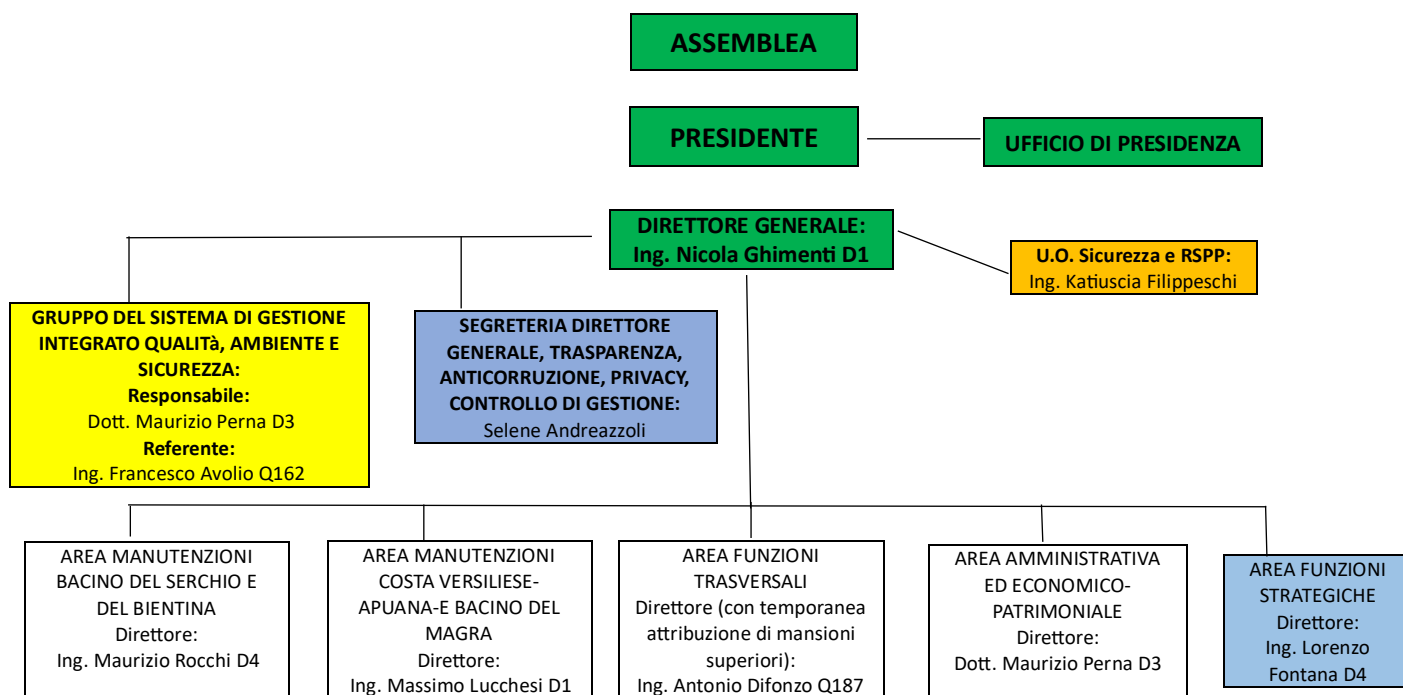 ASSEMBLEA
PRESIDENTE
UFFICIO DI PRESIDENZA
DIRETTORE GENERALE:
Ing. Nicola Ghimenti D1
U.O. Sicurezza e RSPP:
Ing. Katiuscia Filippeschi
GRUPPO DEL SISTEMA DI GESTIONE
INTEGRATO QUALITà, AMBIENTE E
SICUREZZA:
Responsabile:
Dott. Maurizio Perna D3
Referente:
Ing. Francesco Avolio Q162
SEGRETERIA DIRETTORE
GENERALE, TRASPARENZA,
ANTICORRUZIONE, PRIVACY,
CONTROLLO DI GESTIONE:
Selene Andreazzoli
AREA MANUTENZIONI
BACINO DEL SERCHIO E
DEL BIENTINA
Direttore:
Ing. Maurizio Rocchi D4
AREA MANUTENZIONI
COSTA VERSILIESE-
APUANA-E BACINO DEL
MAGRA
Direttore:
Ing. Massimo Lucchesi D1
AREA FUNZIONI
TRASVERSALI
Direttore (con temporanea
attribuzione di mansioni
superiori):
Ing. Antonio Difonzo Q187
AREA AMMINISTRATIVA
ED ECONOMICO-
PATRIMONIALE
Direttore:
Dott. Maurizio Perna D3
AREA FUNZIONI
STRATEGICHE
Direttore:
Ing. Lorenzo
Fontana D4